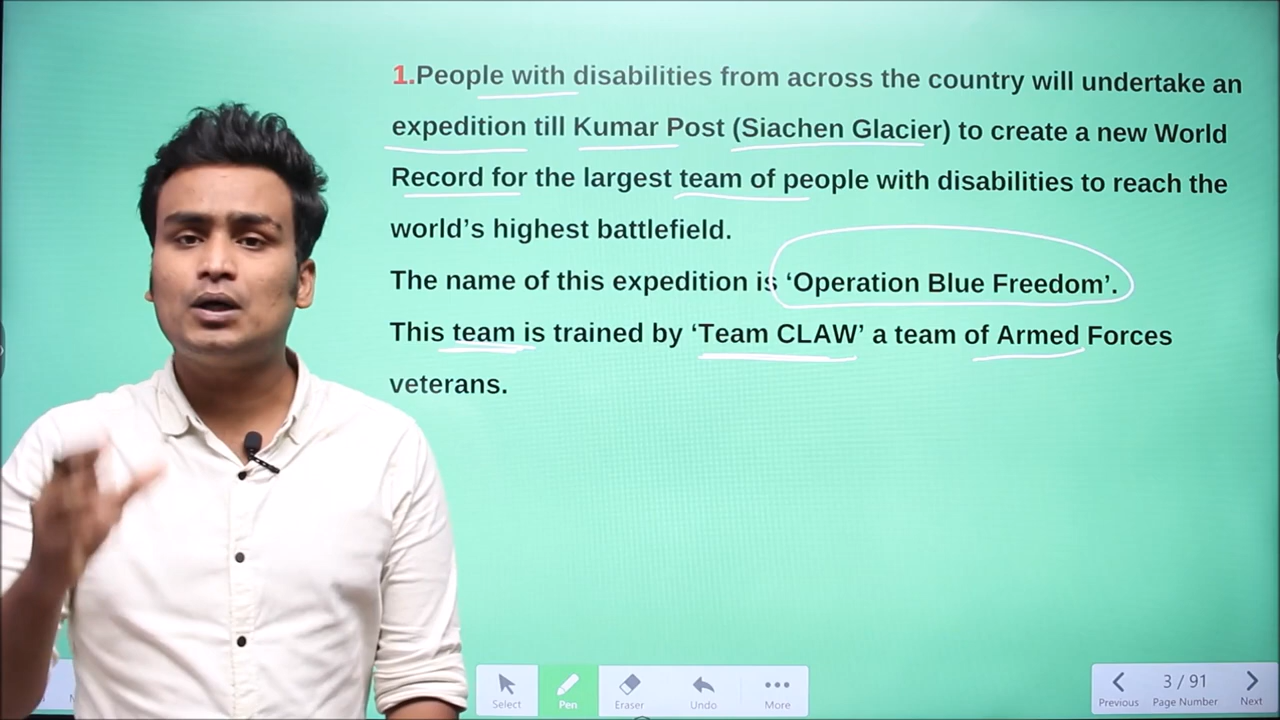 1.People with disabilities from across the country will undertake an
expedition till Kumar Post (Siachen Glacier) to create a new World
Record for the largest team of people with disabilities to reach the
world’s highest battlefield.
The name of this expedition is ‘Operation Blue Freedom’.
This team is trained by ‘Team CLAW’ a team of Armed Forces
veterans.
Select
Pen
Eraser
Undo
More
Previous
3 / 91
Page Number
Next